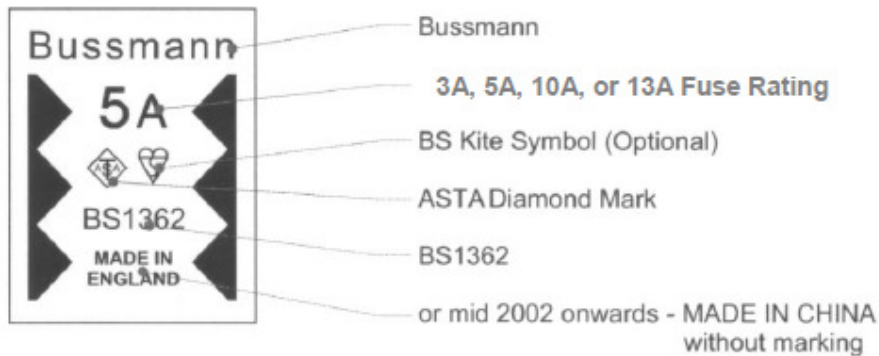 Bussmann
5A
ASTA
BS1362
MADE IN
ENGLAND
Bussmann
3A, 5A, 10A, or 13A Fuse Rating
BS Kite Symbol (Optional)
ASTA Diamond Mark
BS1362
or mid 2002 onwards - MADE IN CHINA
without marking